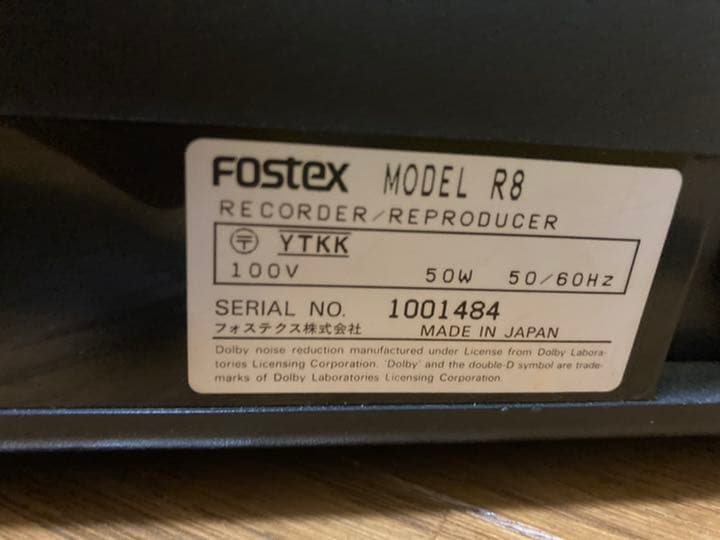 FOSTEX MODEL R8
RECORDER/REPRODUCER
〒 YTKK
100V 50W 50/60Hz
SERIAL NO. 1001484
フォステクス株式会社 MADE IN JAPAN
Dolby noise reduction manufactured under License from Dolby Labora-
tories Licensing Corporation. 'Dolby' and the double-D symbol are trade-
marks of Dolby Laboratories Licensing Corporation.